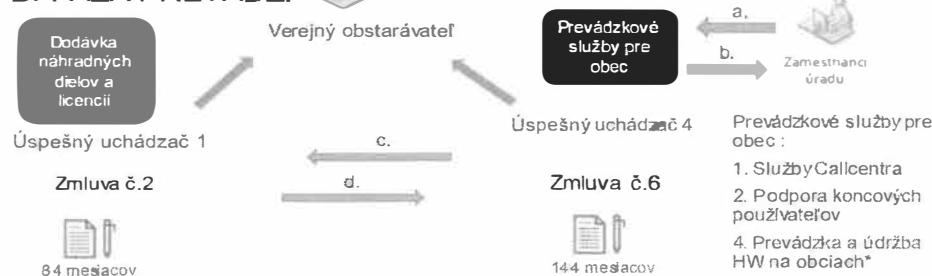 Dodávka
náhradných
dielov a
licencií
Verejný obstarávateľ
Prevádzkové
služby pre
obec
a.
b.
Zamestnanci
úradu
Úspešný uchádzač 1
Úspešný uchádzač 4
c.
d.
Zmluva č.2
Zmluva č.6
84 mesiacov
144 mesiacov
Prevádzkové služby pre
obec :
1. Služby Callcentra
2. Podpora koncových
používateľov
4. Prevádzka a údržba
HW na obciach*